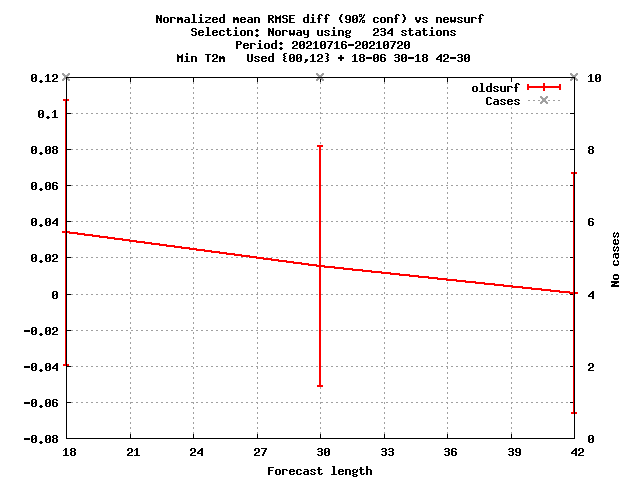 Normalized mean RMSE diff (90% conf) vs newsurf
Selection: Norway using   234 stations
Period: 20210716-20210720
Min T2m   Used {00,12} + 18-06 30-18 42-30
oldsurf
Cases
0.12
0.1
0.08
0.06
0.04
0.02
0
-0.02
-0.04
-0.06
-0.08
10
8
6
4
2
0
No cases
18 21 24 27 30 33 36 39 42
Forecast length